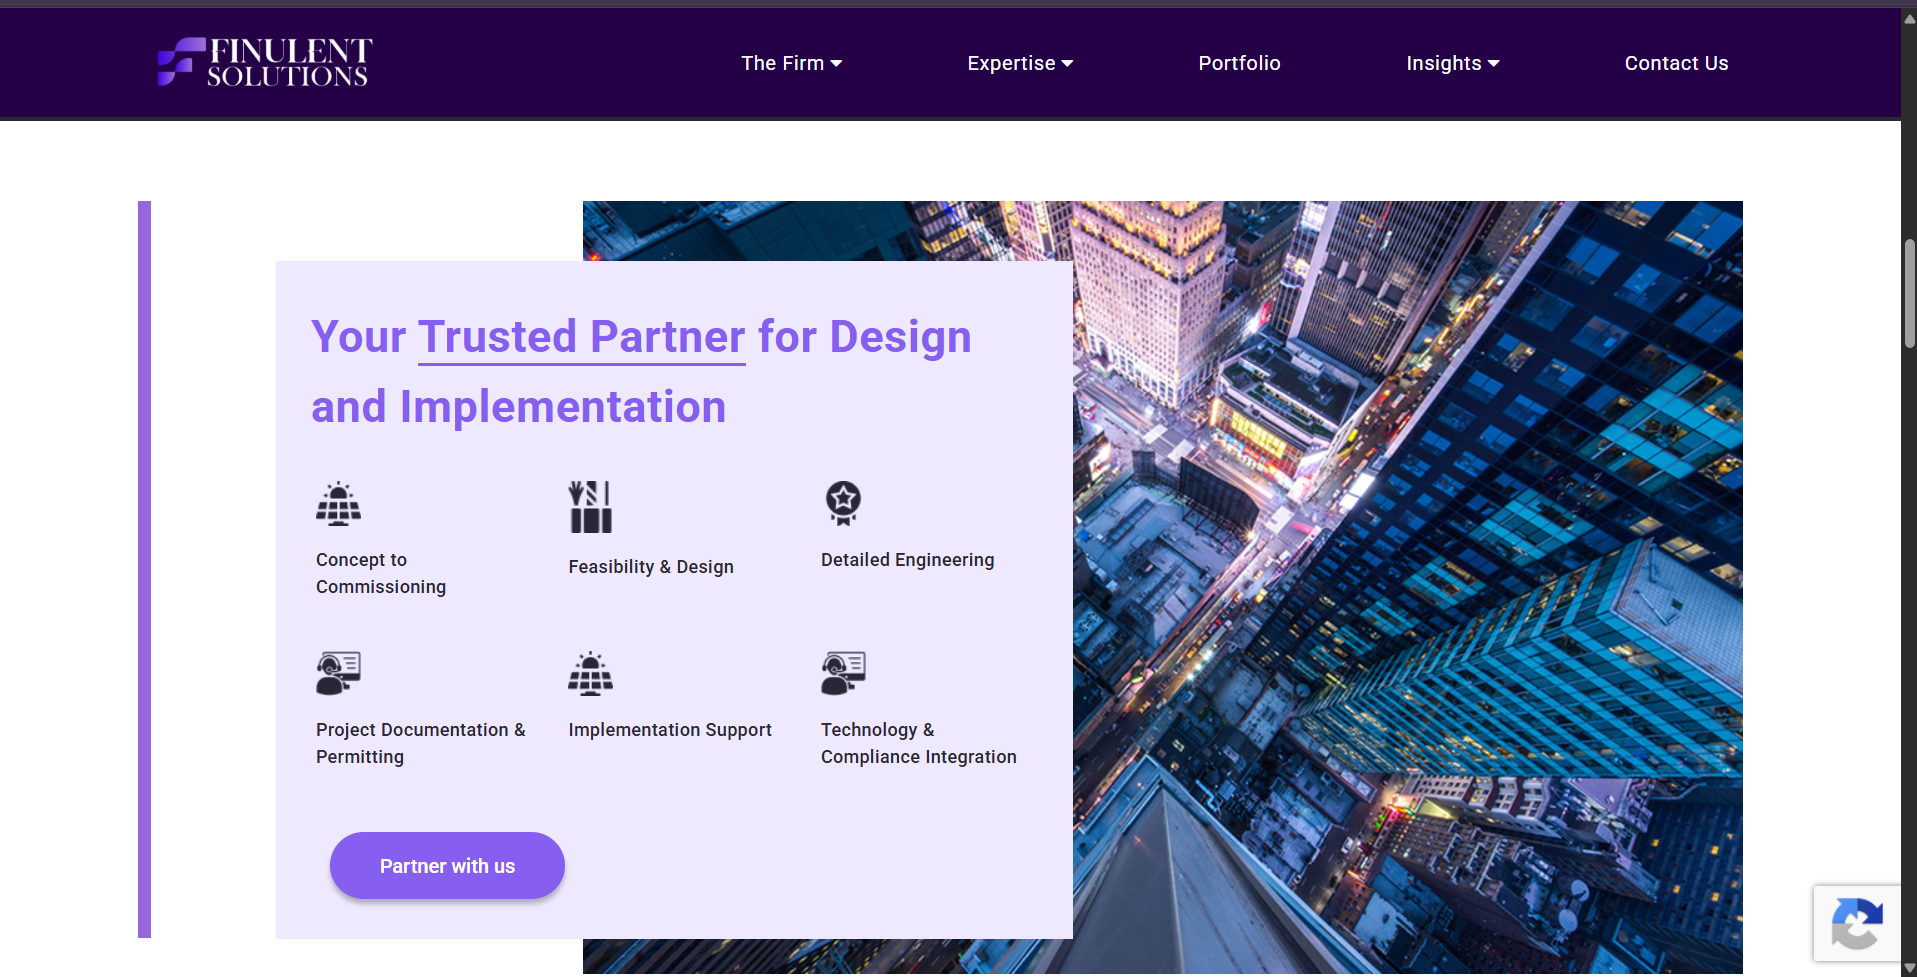 FINULENT
SOLUTIONS
The Firm
Expertise
Portfolio
Insights
Contact Us
Your Trusted Partner for Design
and Implementation
Concept to
Commissioning
Feasibility & Design
Detailed Engineering
Project Documentation &
Permitting
Implementation Support
Technology &
Compliance Integration
Partner with us